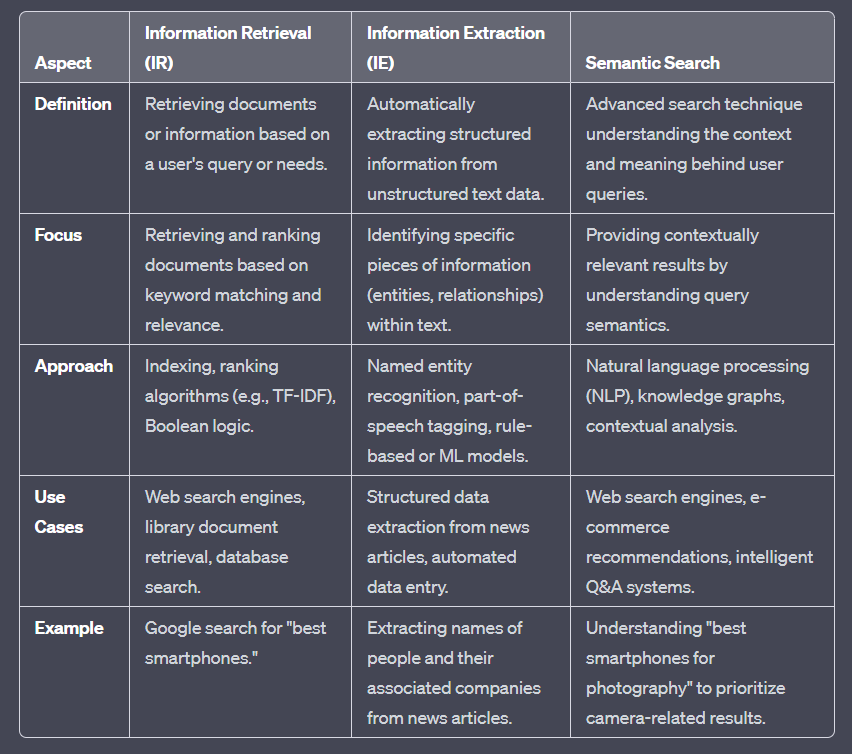 Aspect
Information Retrieval
(IR)
Information Extraction
(IE)
Semantic Search
Definition
Retrieving documents
or information based on
a user's query or needs.
Automatically
extracting structured
information from
unstructured text data.
Advanced search technique
understanding the context
and meaning behind user
queries.
Focus
Retrieving and ranking
documents based on
keyword matching and
relevance.
Identifying specific
pieces of information
(entities, relationships)
within text.
Providing contextually
relevant results by
understanding query
semantics.
Approach
Indexing, ranking
algorithms (e.g., TF-IDF),
Boolean logic.
Named entity
recognition, part-of-
speech tagging, rule-
based or ML models.
Natural language processing
(NLP), knowledge graphs,
contextual analysis.
Use
Cases
Web search engines,
library document
retrieval, database
search.
Structured data
extraction from news
articles, automated
data entry.
Web search engines, e-
commerce
recommendations, intelligent
Q&A systems.
Example
Google search for "best
smartphones."
Extracting names of
people and their
associated companies
from news articles.
Understanding "best
smartphones for
photography" to prioritize
camera-related results.